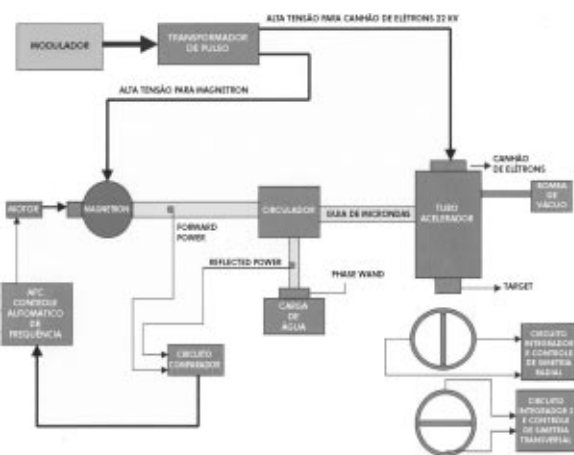 ALTA TENSÃO PARA CANHÃO DE ELÉTRONS 22 KV
MODULADOR
TRANSFORMADOR
DE PULSO
ALTA TENSÃO PARA MAGNETRON
CANHÃO
DE ELÉTRONS
MOTOR
MAGNETRON
CIRCULADOR
GUIA DE MICRONDAS
TUBO
ACELERADOR
BOMBA
DE
VÁCUO
FORWARD
POWER
REFLECTED POWER
PHASE WAND
TARGET
AFC
CONTROLE
AUTOMÁTICO
DE
FREQUÊNCIA
CARGA
DE
ÁGUA
CIRCUITO
COMPARADOR
CIRCUITO
INTEGRADOR
E CONTROLE
DE SIMETRIA
RADIAL
CIRCUITO
INTEGRADOR 2
E CONTROLE
DE SIMETRIA
TRANSVERSAL